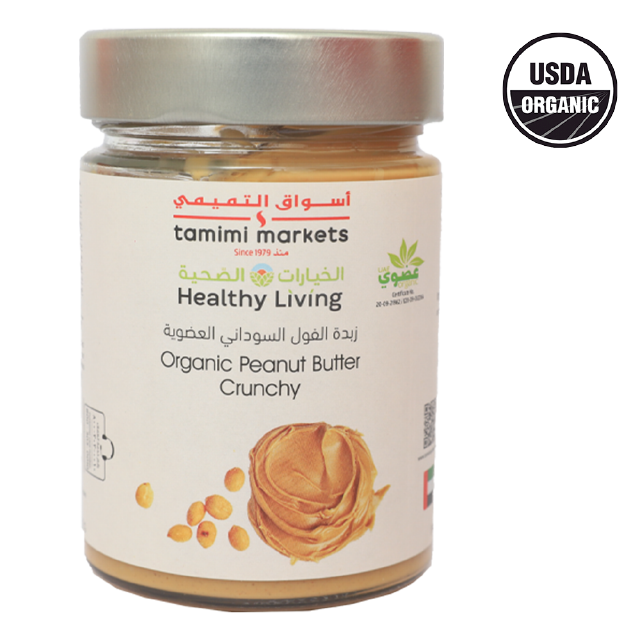 USDA
ORGANIC
أسواق التميمي
tamimi markets
Since 1979 منذ
الخيارات الصحية
Healthy Living
عضوي
زبدة الفول السوداني العضوية
Organic Peanut Butter
Crunchy